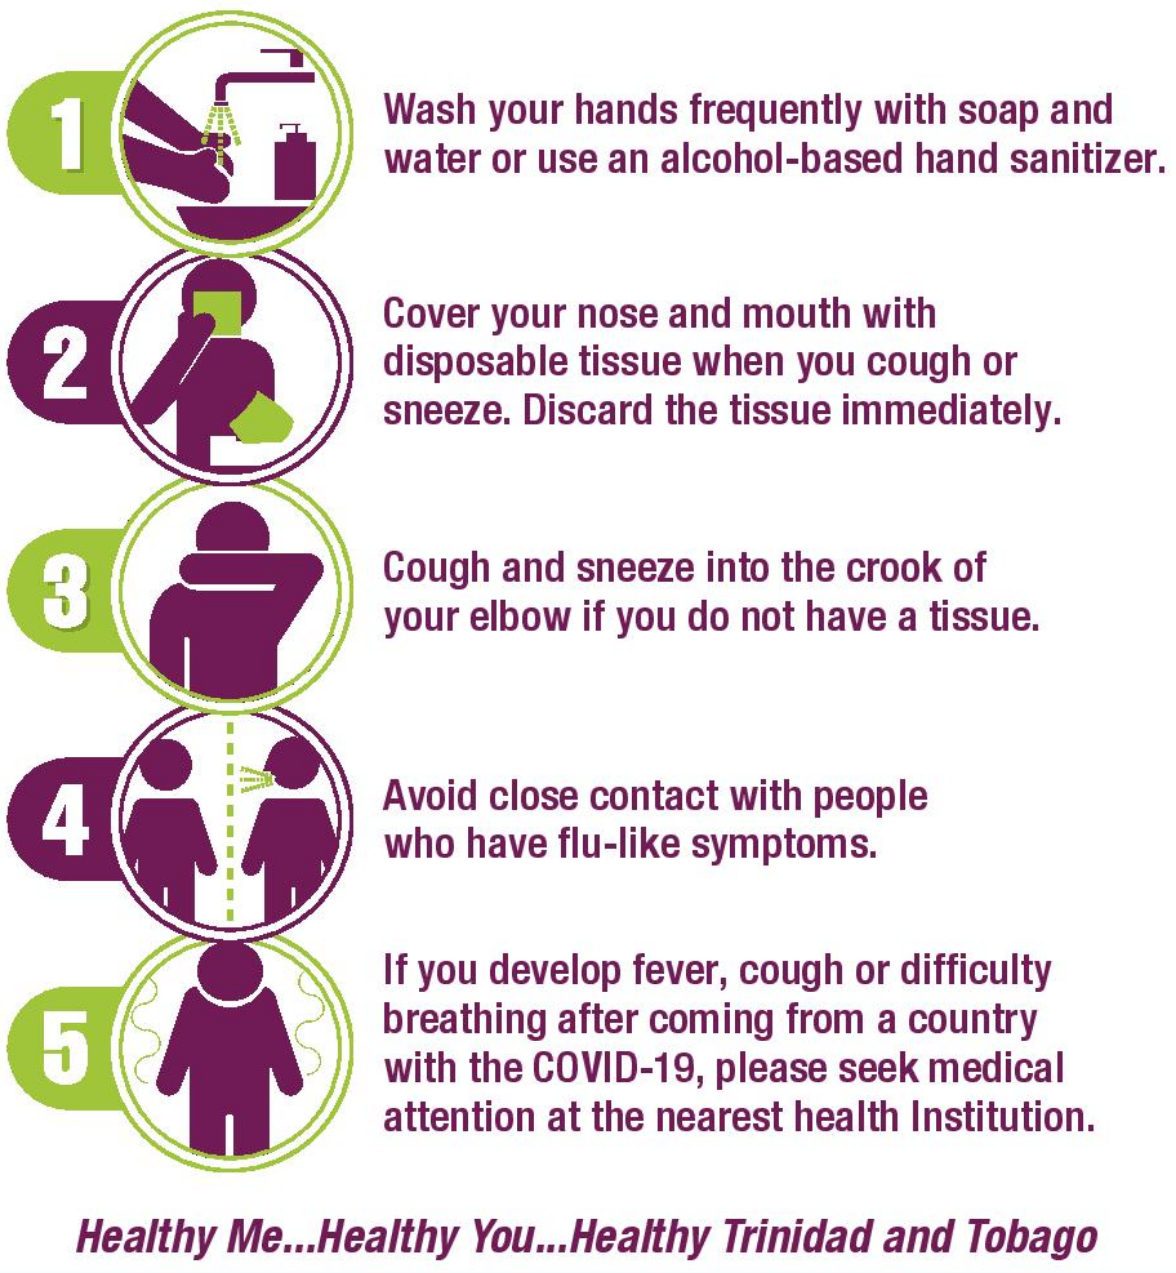 1
Wash your hands frequently with soap and
water or use an alcohol-based hand sanitizer.
2
Cover your nose and mouth with
disposable tissue when you cough or
sneeze. Discard the tissue immediately.
3
Cough and sneeze into the crook of
your elbow if you do not have a tissue.
4
Avoid close contact with people
who have flu-like symptoms.
5
If you develop fever, cough or difficulty
breathing after coming from a country
with the COVID-19, please seek medical
attention at the nearest health Institution.
Healthy Me...Healthy You...Healthy Trinidad and Tobago